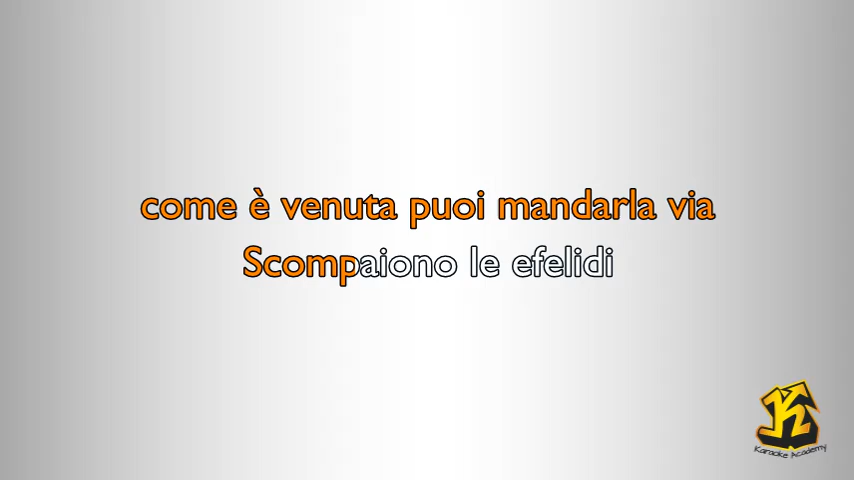 come è venuta puoi mandarla via
Scompaiono le efelidi
K
Karaoke Academy